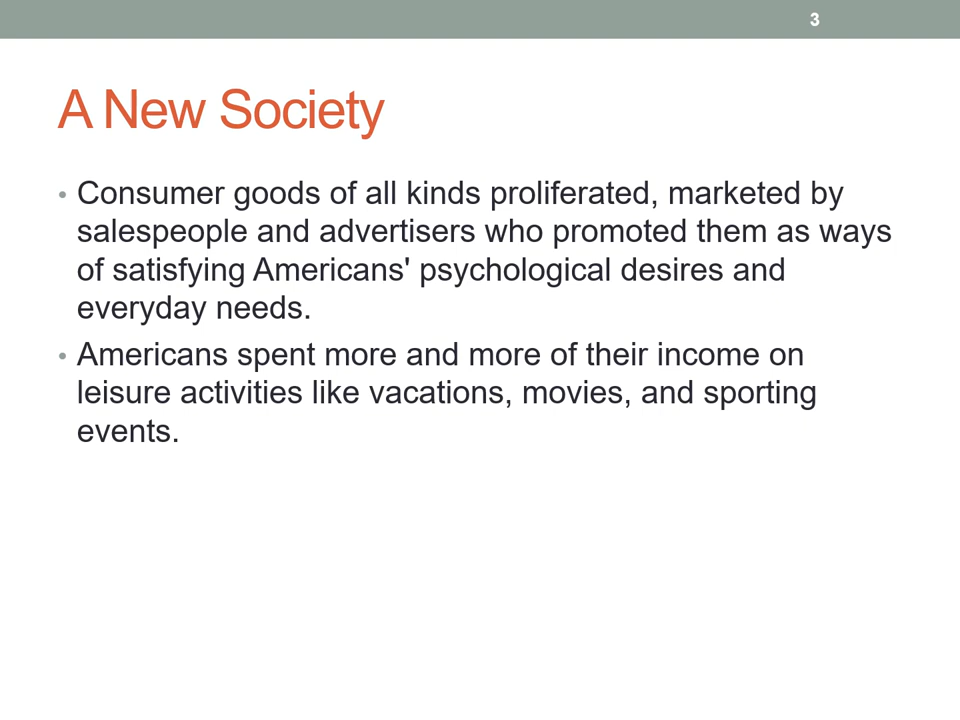 3
A New Society
• Consumer goods of all kinds proliferated, marketed by
salespeople and advertisers who promoted them as ways
of satisfying Americans' psychological desires and
everyday needs.
• Americans spent more and more of their income on
leisure activities like vacations, movies, and sporting
events.